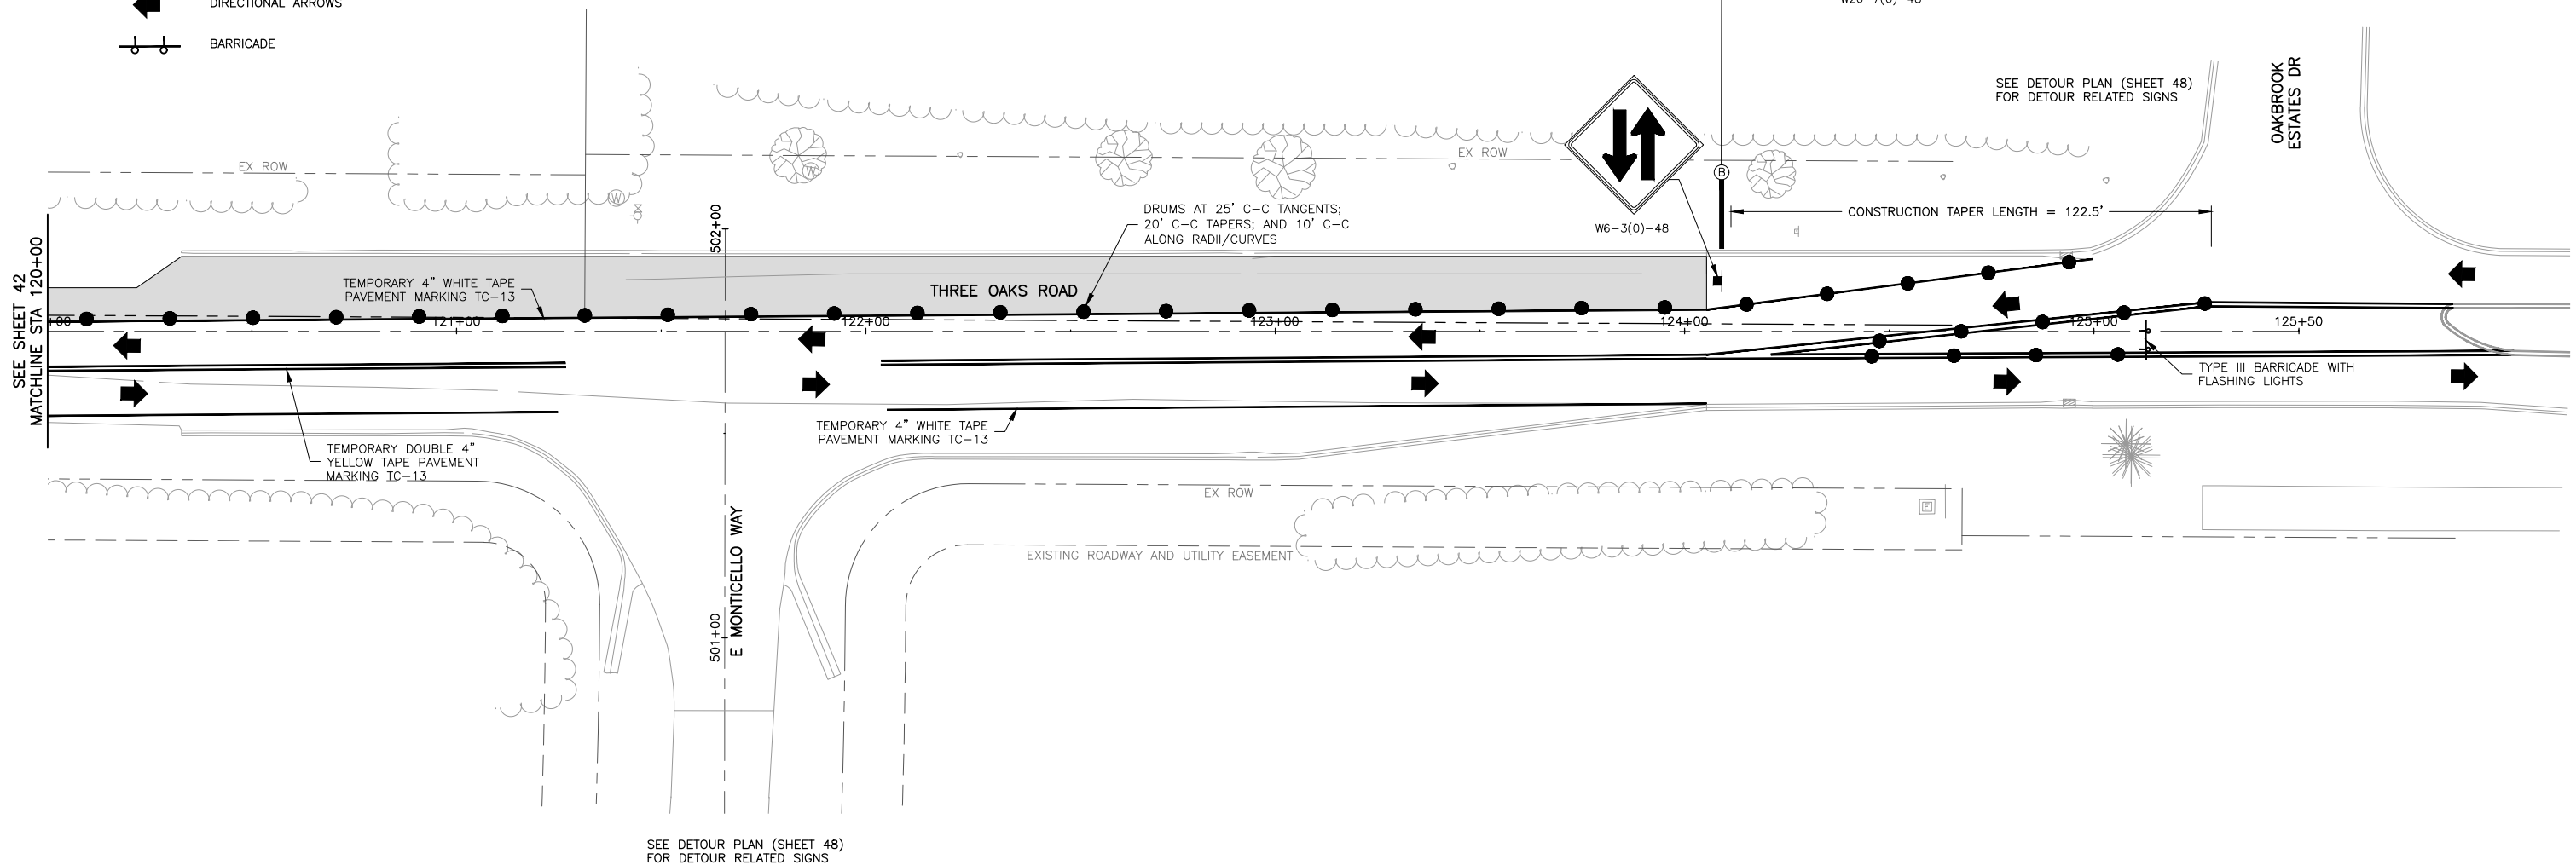 DIRECTIONAL ARROWS
BARRICADE
W20-7(O)-48
SEE DETOUR PLAN (SHEET 48)
FOR DETOUR RELATED SIGNS
OAKBROOK
ESTATES DR
EX ROW
EX ROW
W
W
B
DRUMS AT 25' C-C TANGENTS;
20' C-C TAPERS; AND 10' C-C
ALONG RADII/CURVES
W6-3(O)-48
CONSTRUCTION TAPER LENGTH = 122.5'
502+00
SEE SHEET 42
MATCHLINE STA 120+00
TEMPORARY 4" WHITE TAPE
PAVEMENT MARKING TC-13
THREE OAKS ROAD
+00
121+00
122+00
123+00
124+00
125+00
125+50
TYPE III BARRICADE WITH
FLASHING LIGHTS
TEMPORARY 4" WHITE TAPE
PAVEMENT MARKING TC-13
TEMPORARY DOUBLE 4"
YELLOW TAPE PAVEMENT
MARKING TC-13
EX ROW
E
EXISTING ROADWAY AND UTILITY EASEMENT
501+00
E MONTICELLO WAY
SEE DETOUR PLAN (SHEET 48)
FOR DETOUR RELATED SIGNS